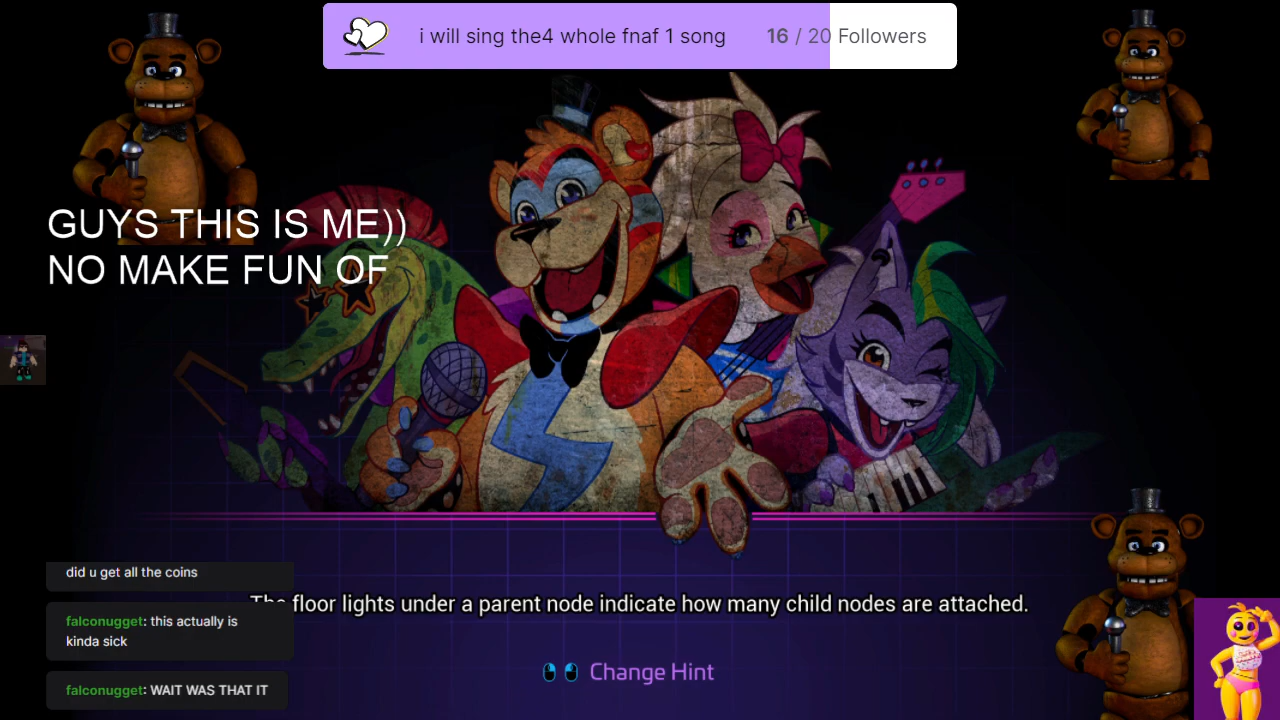 i will sing the4 whole fnaf 1 song 16 / 20 Followers
GUYS THIS IS ME))
NO MAKE FUN OF
did u get all the coins
The floor lights under a parent node indicate how many child nodes are attached.
falconugget: this actually is
kinda sick
Change Hint
falconugget: WAIT WAS THAT IT